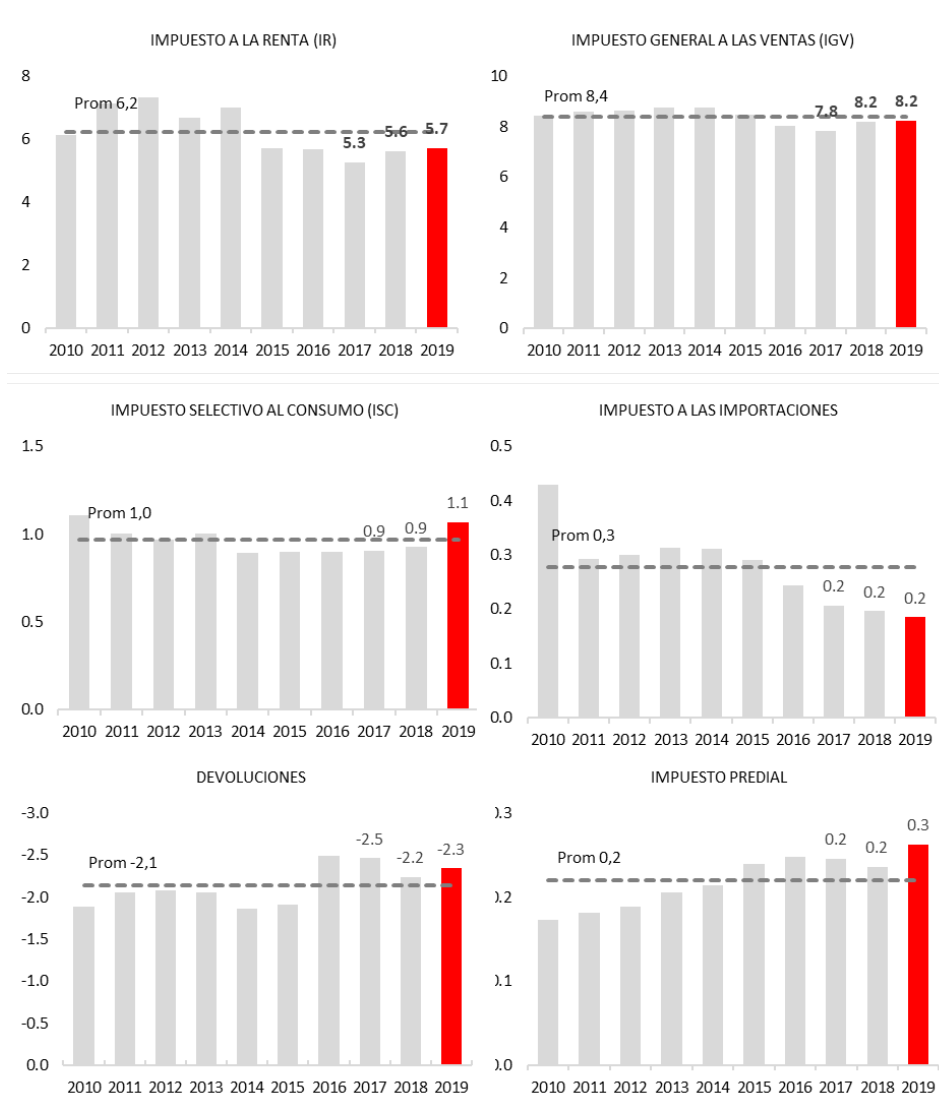 IMPUESTO A LA RENTA (IR)
8
Prom 6,2
6
5.3 5.6 5.7
4
2
0
2010 2011 2012 2013 2014 2015 2016 2017 2018 2019
IMPUESTO GENERAL A LAS VENTAS (IGV)
10
Prom 8,4
7.8 8.2 8.2
8
6
4
2
0
2010 2011 2012 2013 2014 2015 2016 2017 2018 2019
IMPUESTO SELECTIVO AL CONSUMO (ISC)
1.5
1.1
Prom 1,0
0.9 0.9
1.0
0.5
0.0
2010 2011 2012 2013 2014 2015 2016 2017 2018 2019
IMPUESTO A LAS IMPORTACIONES
0.5
0.4
Prom 0,3
0.3
0.2 0.2 0.2
0.2
0.1
0.0
2010 2011 2012 2013 2014 2015 2016 2017 2018 2019
DEVOLUCIONES
-3.0
-2.5 -2.2 -2.3
-2.5
Prom -2,1
-2.0
-1.5
-1.0
-0.5
0.0
2010 2011 2012 2013 2014 2015 2016 2017 2018 2019
IMPUESTO PREDIAL
).3
0.2 0.2 0.3
Prom 0,2
).2
).1
).0
2010 2011 2012 2013 2014 2015 2016 2017 2018 2019